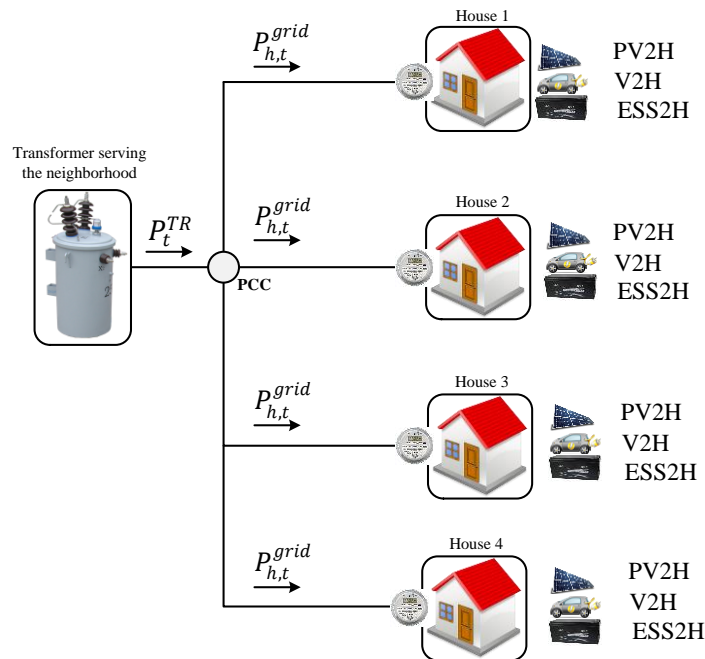 House 1
P_{h,t}^{grid}
PV2H
V2H
ESS2H
Transformer serving
the neighborhood
House 2
P_t^{TR}
P_{h,t}^{grid}
PV2H
V2H
ESS2H
PCC
House 3
P_{h,t}^{grid}
PV2H
V2H
ESS2H
House 4
P_{h,t}^{grid}
PV2H
V2H
ESS2H